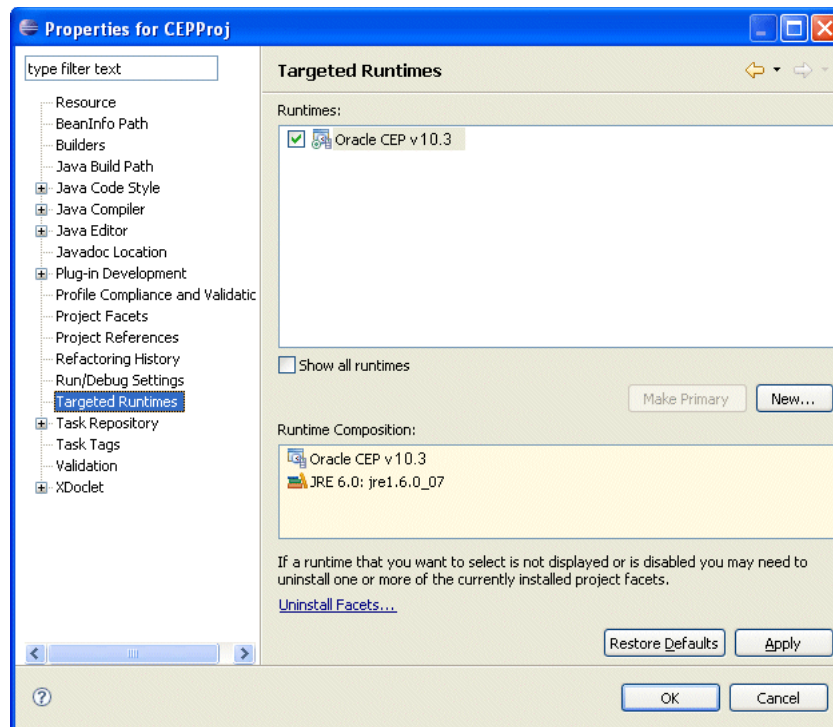 Properties for CEPProj
type filter text
Resource
BeanInfo Path
Builders
Java Build Path
Java Code Style
Java Compiler
Java Editor
Javadoc Location
Plug-in Development
Profile Compliance and Validatic
Project Facets
Project References
Refactoring History
Run/Debug Settings
Targeted Runtimes
Task Repository
Task Tags
Validation
XDoclet
Targeted Runtimes
Runtimes:
Oracle CEP v10.3
Show all runtimes
Make Primary
New...
Runtime Composition:
Oracle CEP v10.3
JRE 6.0: jre1.6.0_07
If a runtime that you want to select is not displayed or is disabled you may need to
uninstall one or more of the currently installed project facets.
Uninstall Facets...
Restore Defaults
Apply
OK
Cancel